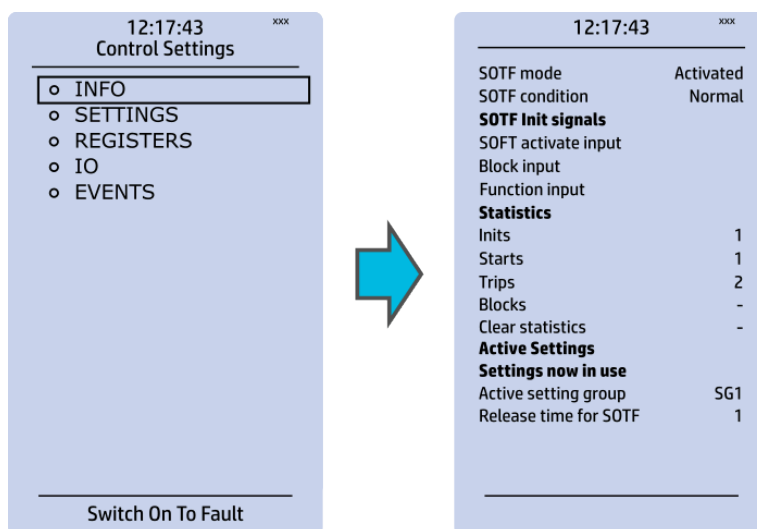 12:17:43 xxx
Control Settings
INFO
SETTINGS
REGISTERS
IO
EVENTS
Switch On To Fault
12:17:43 xxx
SOTF mode Activated
SOTF condition Normal
SOTF Init signals
SOFT activate input
Block input
Function input
Statistics
Inits 1
Starts 1
Trips 2
Blocks -
Clear statistics -
Active Settings
Settings now in use
Active setting group SG1
Release time for SOTF 1